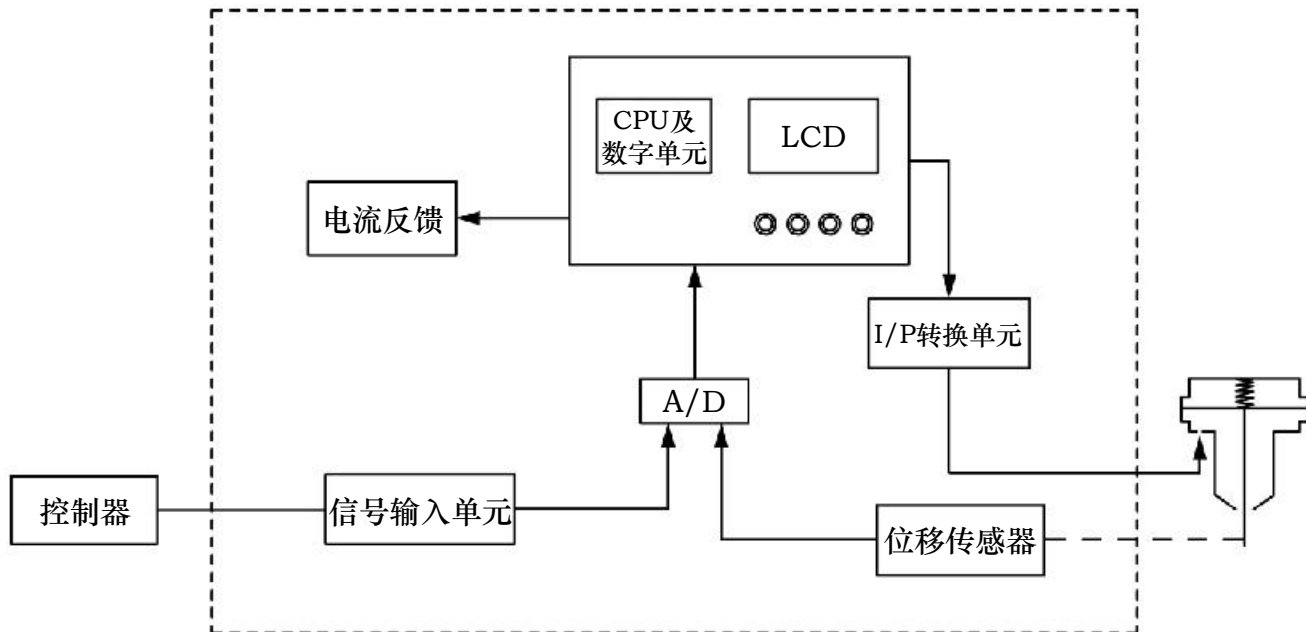 CPU及
数字单元
LCD
电流反馈
I/P转换单元
A/D
控制器
信号输入单元
位移传感器